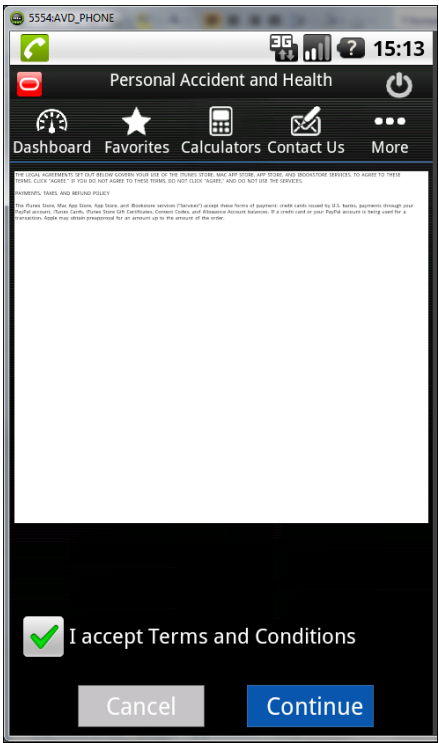 5554:AVD_PHONE
3G
?
15:13
Personal Accident and Health
Dashboard Favorites Calculators Contact Us More
THE LEGAL AGREEMENTS SET OUT BELOW GOVERN YOUR USE OF THE ITUNES STORE, MAC APP STORE, APP STORE, AND IBOOKSTORE SERVICES. TO AGREE TO THESE
TERMS, CLICK "AGREE." IF YOU DO NOT AGREE TO THESE TERMS, DO NOT CLICK "AGREE," AND DO NOT USE THE SERVICES.
PAYMENTS, TAXES, AND REFUND POLICY
The iTunes Store, Mac App Store, App Store, and iBookstore services ("Services") accept these forms of payment: credit cards issued by U.S. banks, payments through your
PayPal account, iTunes Cards, iTunes Store Gift Certificates, Content Codes, and Allowance Account balances. If a credit card or your PayPal account is being used for a
transaction, Apple may obtain preapproval for an amount up to the amount of the order.
I accept Terms and Conditions
Cancel Continue